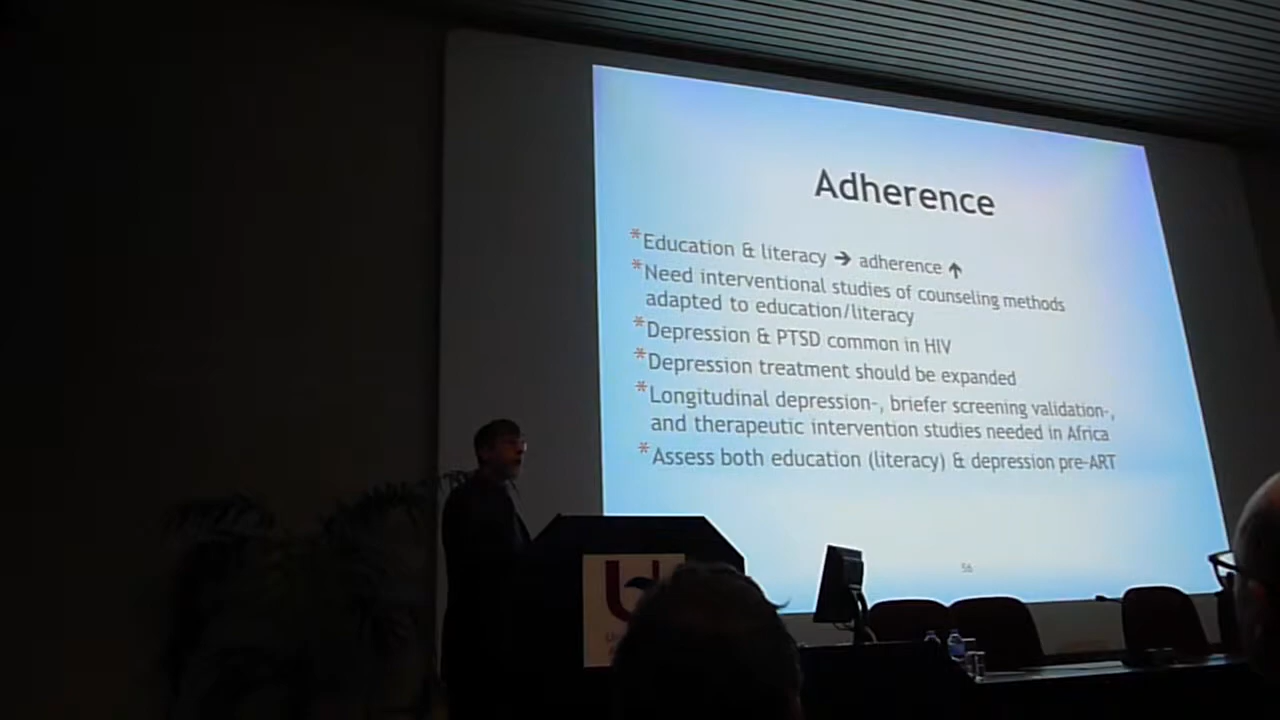 Adherence
*Education & literacy ➔ adherence ↑
*Need interventional studies of counseling methods
adapted to education/literacy
*Depression & PTSD common in HIV
*Depression treatment should be expanded
*Longitudinal depression-, briefer screening validation-,
and therapeutic intervention studies needed in Africa
*Assess both education (literacy) & depression pre-ART
56
U